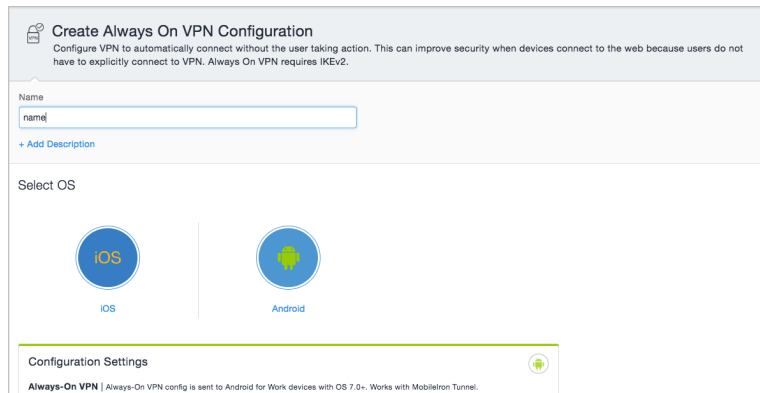 VPN
Create Always On VPN Configuration
Configure VPN to automatically connect without the user taking action. This can improve security when devices connect to the web because users do not
have to explicitly connect to VPN. Always On VPN requires IKEv2.
Name
name
+ Add Description
Select OS
iOS
iOS
Android
Configuration Settings
Always-On VPN | Always-On VPN config is sent to Android for Work devices with OS 7.0+. Works with MobileIron Tunnel.